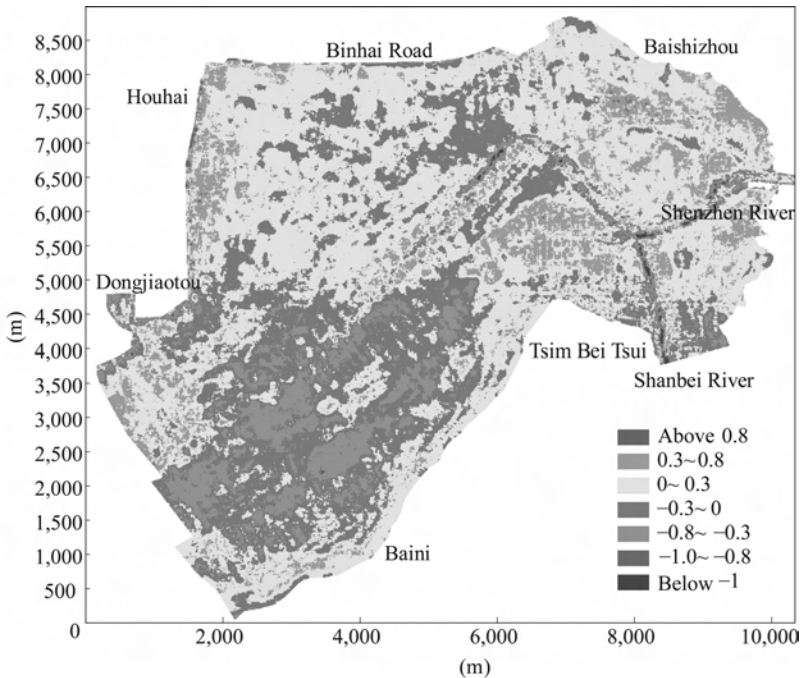 8,500
8,000
7,500
7,000
6,500
6,000
5,500
5,000
4,500
4,000
3,500
3,000
2,500
2,000
1,500
1,000
500
0
(m)
Binhai Road
Baishizhou
Houhai
Shenzhen River
Dongjiaotou
Tsim Bei Tsui
Shanbei River
Baini
Above 0.8
0.3~0.8
0~ 0.3
−0.3~ 0
−0.8~ −0.3
−1.0~ −0.8
Below −1
2,000 4,000 6,000 8,000 10,000
(m)